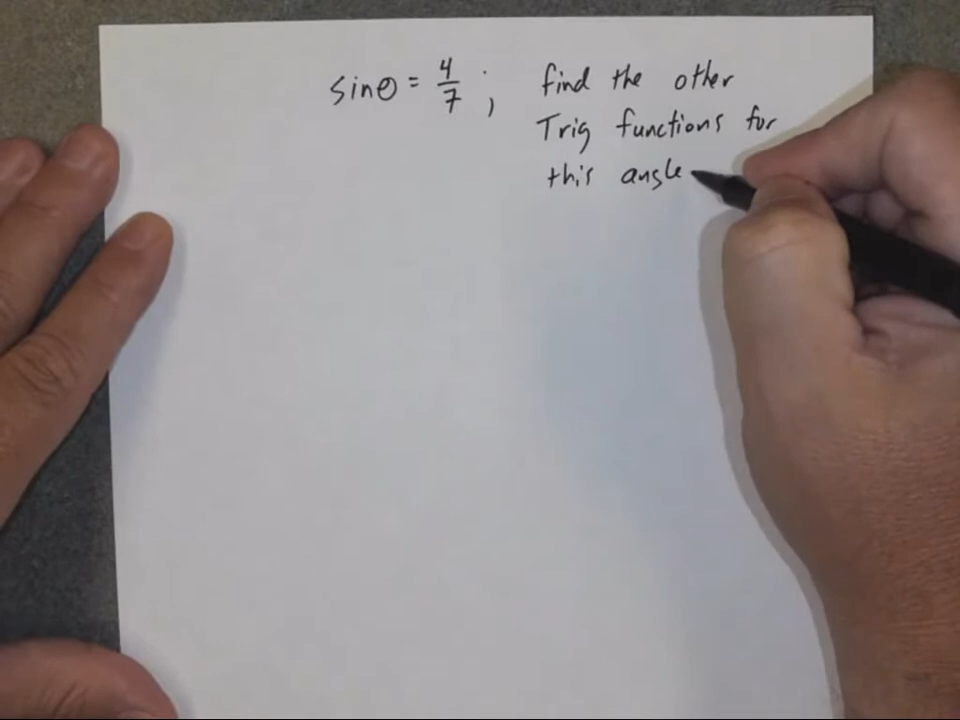 sinθ = 4/7 ; find the other
Trig functions for
this angle